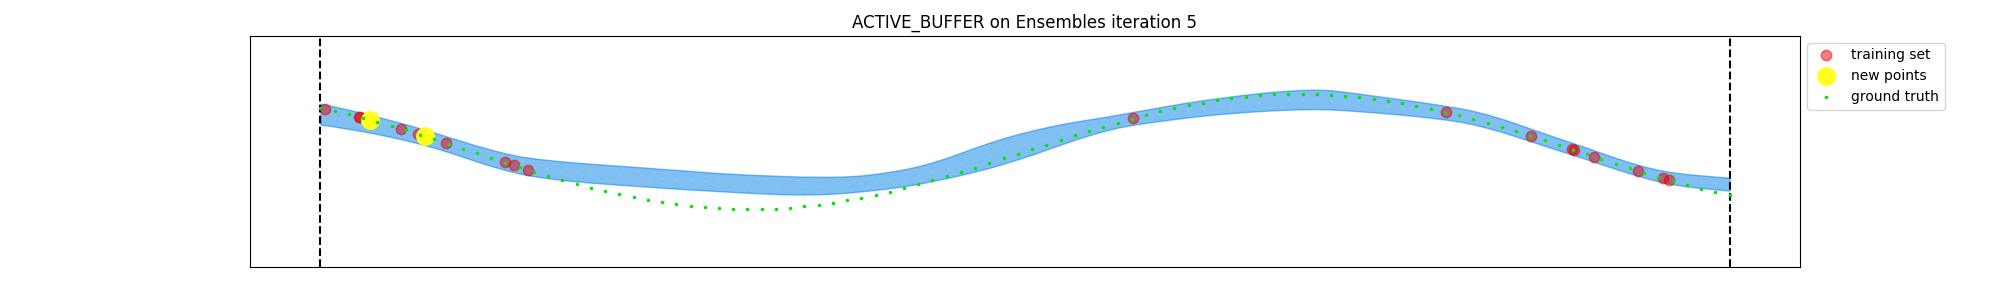 ACTIVE_BUFFER on Ensembles iteration 5
training set
new points
ground truth